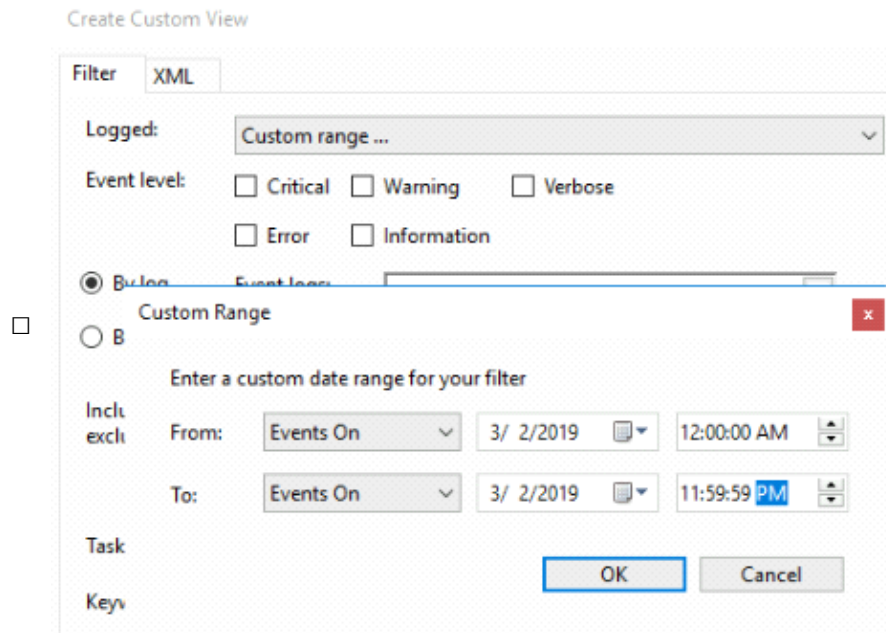 Create Custom View
Filter XML
Logged: Custom range ...
Event level: Critical Warning Verbose
Error Information
Custom Range
Enter a custom date range for your filter
From: Events On 3/ 2/2019 12:00:00 AM
To: Events On 3/ 2/2019 11:59:59 PM
Task
OK Cancel